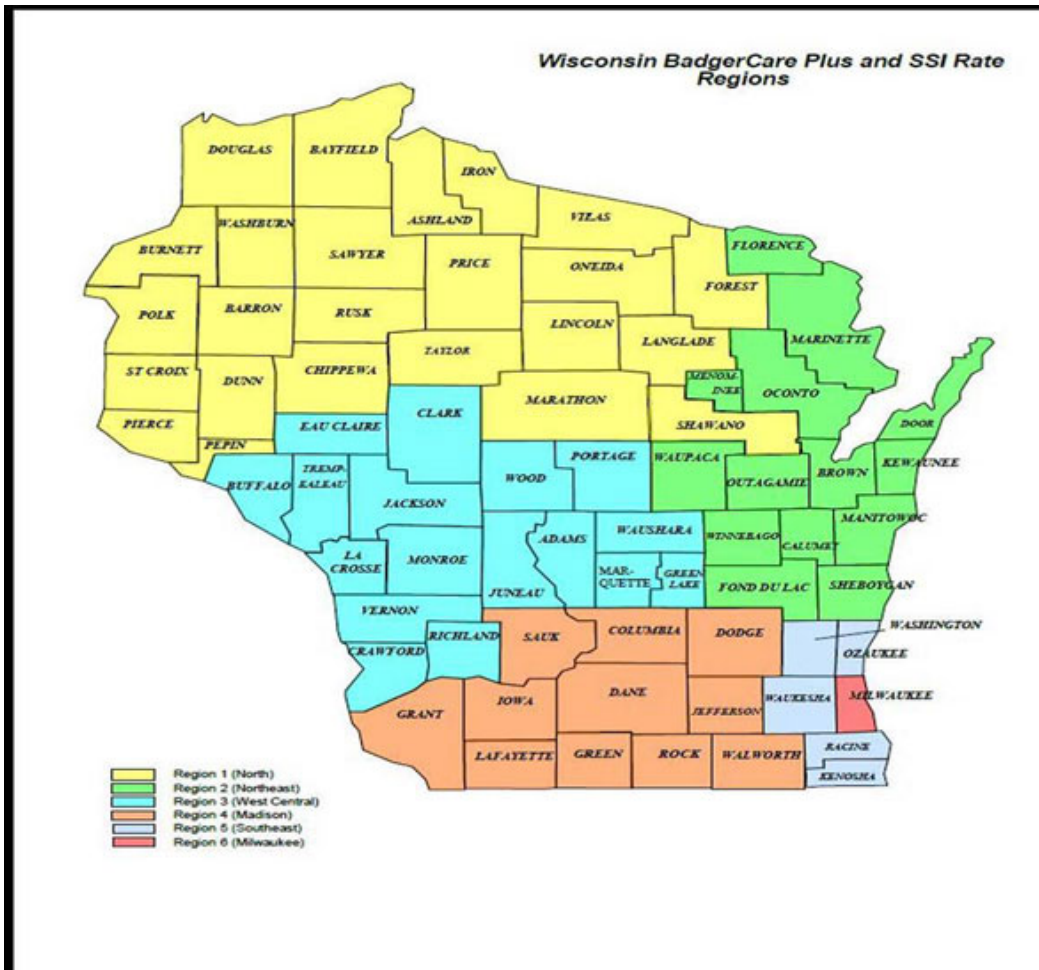 Wisconsin BadgerCare Plus and SSI Rate
Regions
DOUGLAS
BAYFIELD
IRON
ASHLAND
VILAS
WASHBURN
BURNETT
SAWYER
PRICE
ONEIDA
FLORENCE
FOREST
POLK
BARRON
RUSK
LINCOLN
LANGLADE
MARINETTE
TAYLOR
ST CROIX
DUNN
CHIPPEWA
MENOM-
INEE
OCONTO
MARATHON
CLARK
PIERCE
EAU CLAIRE
SHAWANO
DOOR
PEPIN
PORTAGE
WAUPACA
KEWAUNEE
BROWN
BUFFALO
TREMP-
EALEAU
WOOD
OUTAGAMIE
JACKSON
MANITOWOC
WAUSHARA
WINNEBAGO
CALUMET
ADAMS
LA
CROSSE
MONROE
MAR-
QUETTE
GREEN
LAKE
JUNEAU
FOND DU LAC
SHEBOYGAN
VERNON
RICHLAND
SAUK
COLUMBIA
DODGE
WASHINGTON
CRAWFORD
OZAUKEE
GRANT
IOWA
DANE
JEFFERSON
WAUKESHA
MILWAUKEE
LAFAYETTE
GREEN
ROCK
WALWORTH
RACINE
KENOSHA
Region 1 (North)
Region 2 (Northeast)
Region 3 (West Central)
Region 4 (Madison)
Region 5 (Southeast)
Region 6 (Milwaukee)